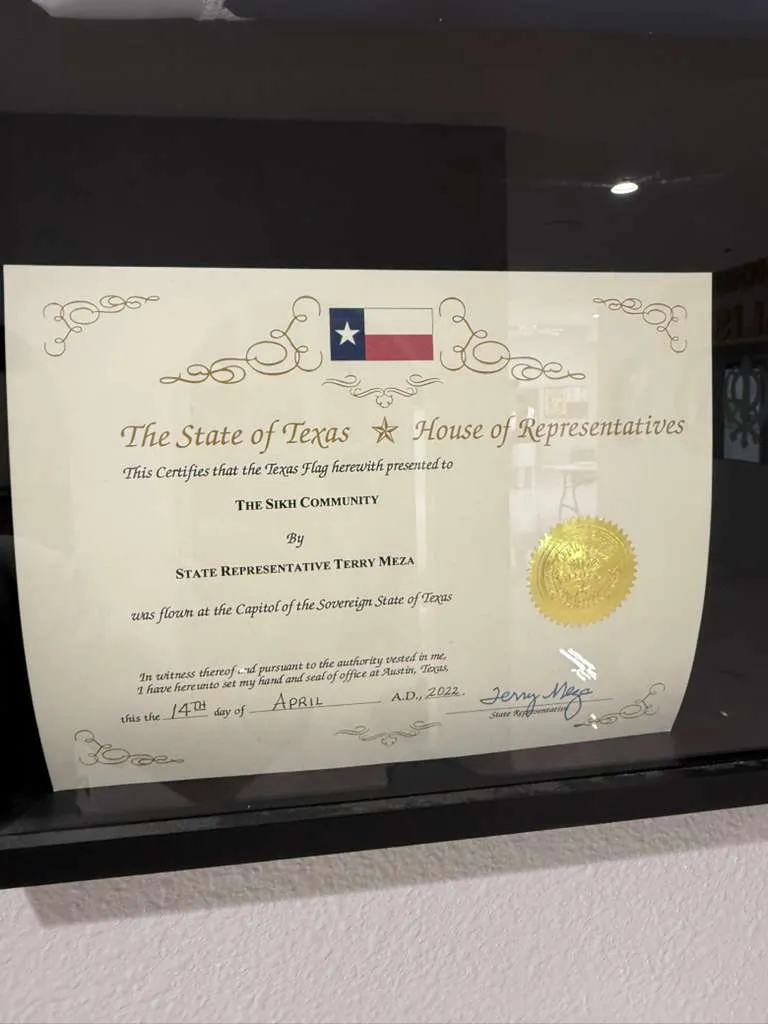 The State of Texas House of Representatives
This Certifies that the Texas Flag herewith presented to
THE SIKH COMMUNITY
By
STATE REPRESENTATIVE TERRY MEZA
was flown at the Capitol of the Sovereign State of Texas
In witness thereof and pursuant to the authority vested in me,
I have hereunto set my hand and seal of office at Austin, Texas,
this the 14TH day of APRIL A.D., 2022. Terry Meza
State Representative